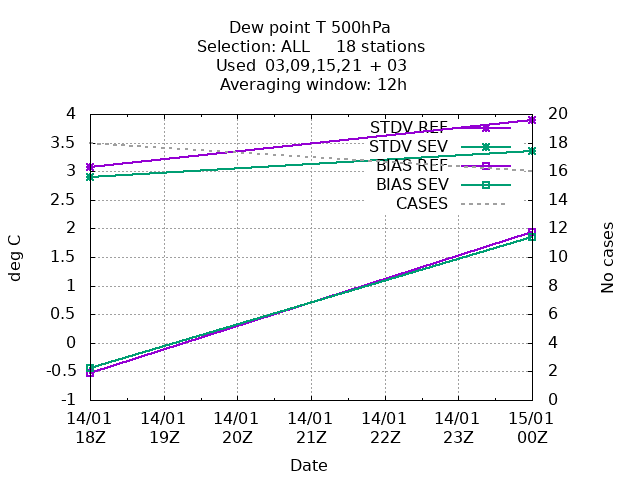 Dew point T 500hPa
Selection: ALL 18 stations
Used 03,09,15,21 + 03
Averaging window: 12h
4
3.5
3
2.5
2
1.5
1
0.5
0
-0.5
-1
deg C
STDV REF
STDV SEV
BIAS REF
BIAS SEV
CASES
20
18
16
14
12
10
8
6
4
2
0
No cases
14/01 14/01 14/01 14/01 14/01 14/01 15/01
18Z 19Z 20Z 21Z 22Z 23Z 00Z
Date